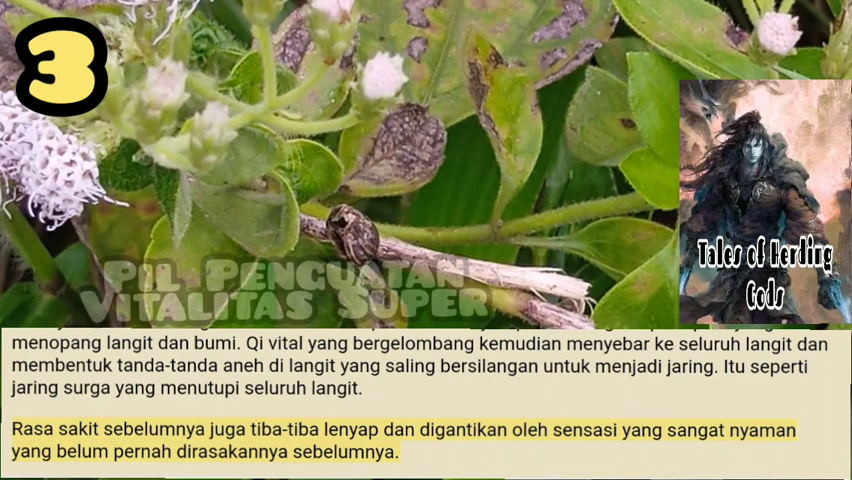 3
Tales of Herding
Gods
Pil Penguatan
Vitalitas Super
menopang langit dan bumi. Qi vital yang bergelombang kemudian menyebar ke seluruh langit dan
membentuk tanda-tanda aneh di langit yang saling bersilangan untuk menjadi jaring. Itu seperti
jaring surga yang menutupi seluruh langit.
Rasa sakit sebelumnya juga tiba-tiba lenyap dan digantikan oleh sensasi yang sangat nyaman
yang belum pernah dirasakannya sebelumnya.